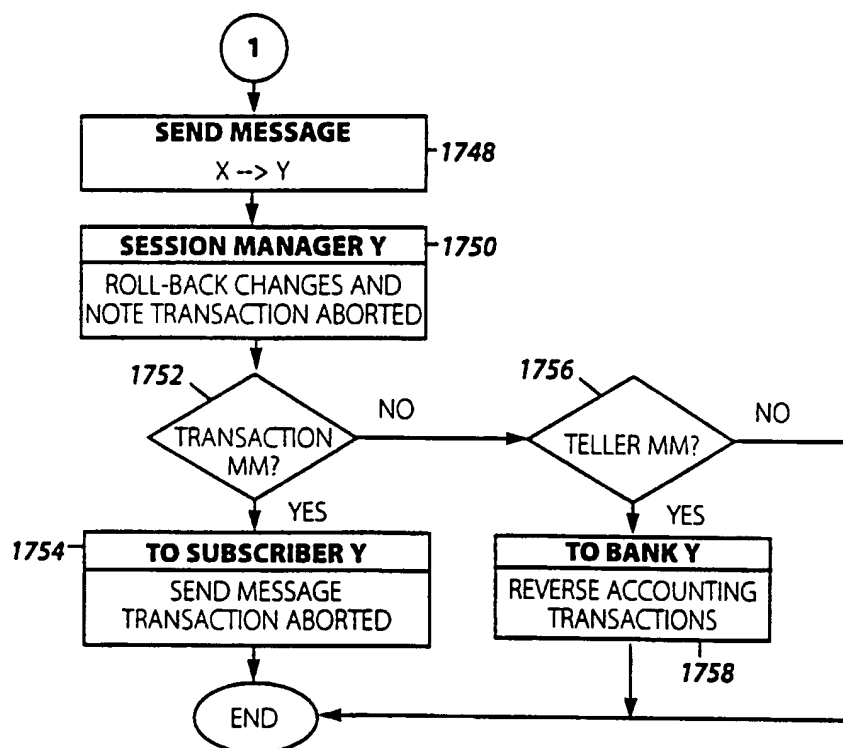 1
SEND MESSAGE
X --> Y
1748
SESSION MANAGER Y
1750
ROLL-BACK CHANGES AND
NOTE TRANSACTION ABORTED
1752
TRANSACTION
MM?
NO
YES
1756
TELLER MM?
NO
YES
1754
TO SUBSCRIBER Y
SEND MESSAGE
TRANSACTION ABORTED
TO BANK Y
REVERSE ACCOUNTING
TRANSACTIONS
1758
END